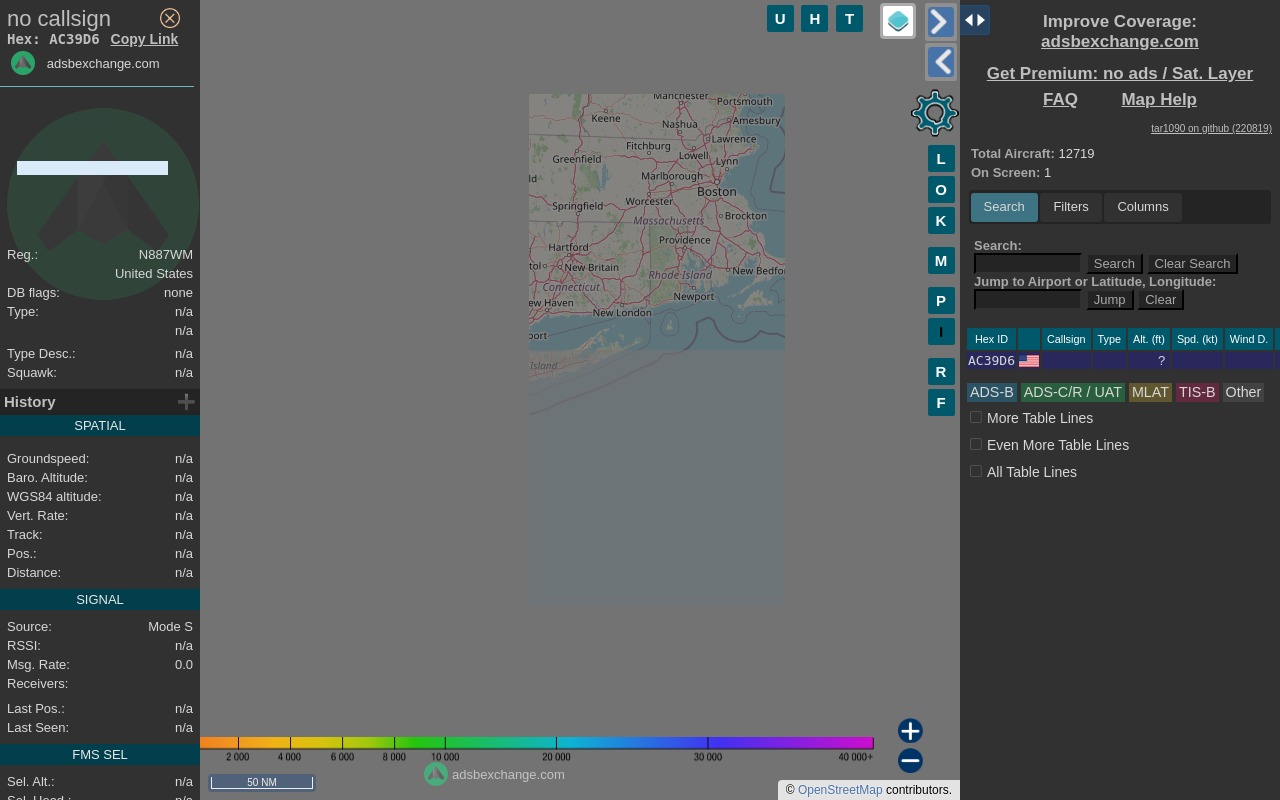 no callsign
Hex: AC39D6 Copy Link
adsbexchange.com
Reg.: N887WM
United States
DB flags: none
Type: n/a
n/a
Type Desc.: n/a
Squawk: n/a
History
SPATIAL
Groundspeed: n/a
Baro. Altitude: n/a
WGS84 altitude: n/a
Vert. Rate: n/a
Track: n/a
Pos.: n/a
Distance: n/a
SIGNAL
Source: Mode S
RSSI: n/a
Msg. Rate: 0.0
Receivers:
Last Pos.: n/a
Last Seen: n/a
FMS SEL
Sel. Alt.: n/a
Sel. Head.: n/a
U H T
L
O
K
M
P
I
R
F
Manchester
Portsmouth
Keene
Nashua
Amesbury
Fitchburg
Lawrence
Greenfield
Lowell
Lynn
ld
Marlborough
Boston
Springfield
Worcester
Massachusetts
Brockton
Hartford
Providence
tol
New Britain
Rhode Island
New Bedfo
Connecticut
ew Haven
Newport
New London
port
Island
2 000 4 000 6 000 8 000 10 000 20 000 30 000 40 000+
50 NM
adsbexchange.com
© OpenStreetMap contributors.
Improve Coverage:
adsbexchange.com
Get Premium: no ads / Sat. Layer
FAQ Map Help
tar1090 on github (220819)
Total Aircraft: 12719
On Screen: 1
Search Filters Columns
Search:
Search Clear Search
Jump to Airport or Latitude, Longitude:
Jump Clear
Hex ID Callsign Type Alt. (ft) Spd. (kt) Wind D.
AC39D6 ?
ADS-B ADS-C/R / UAT MLAT TIS-B Other
More Table Lines
Even More Table Lines
All Table Lines